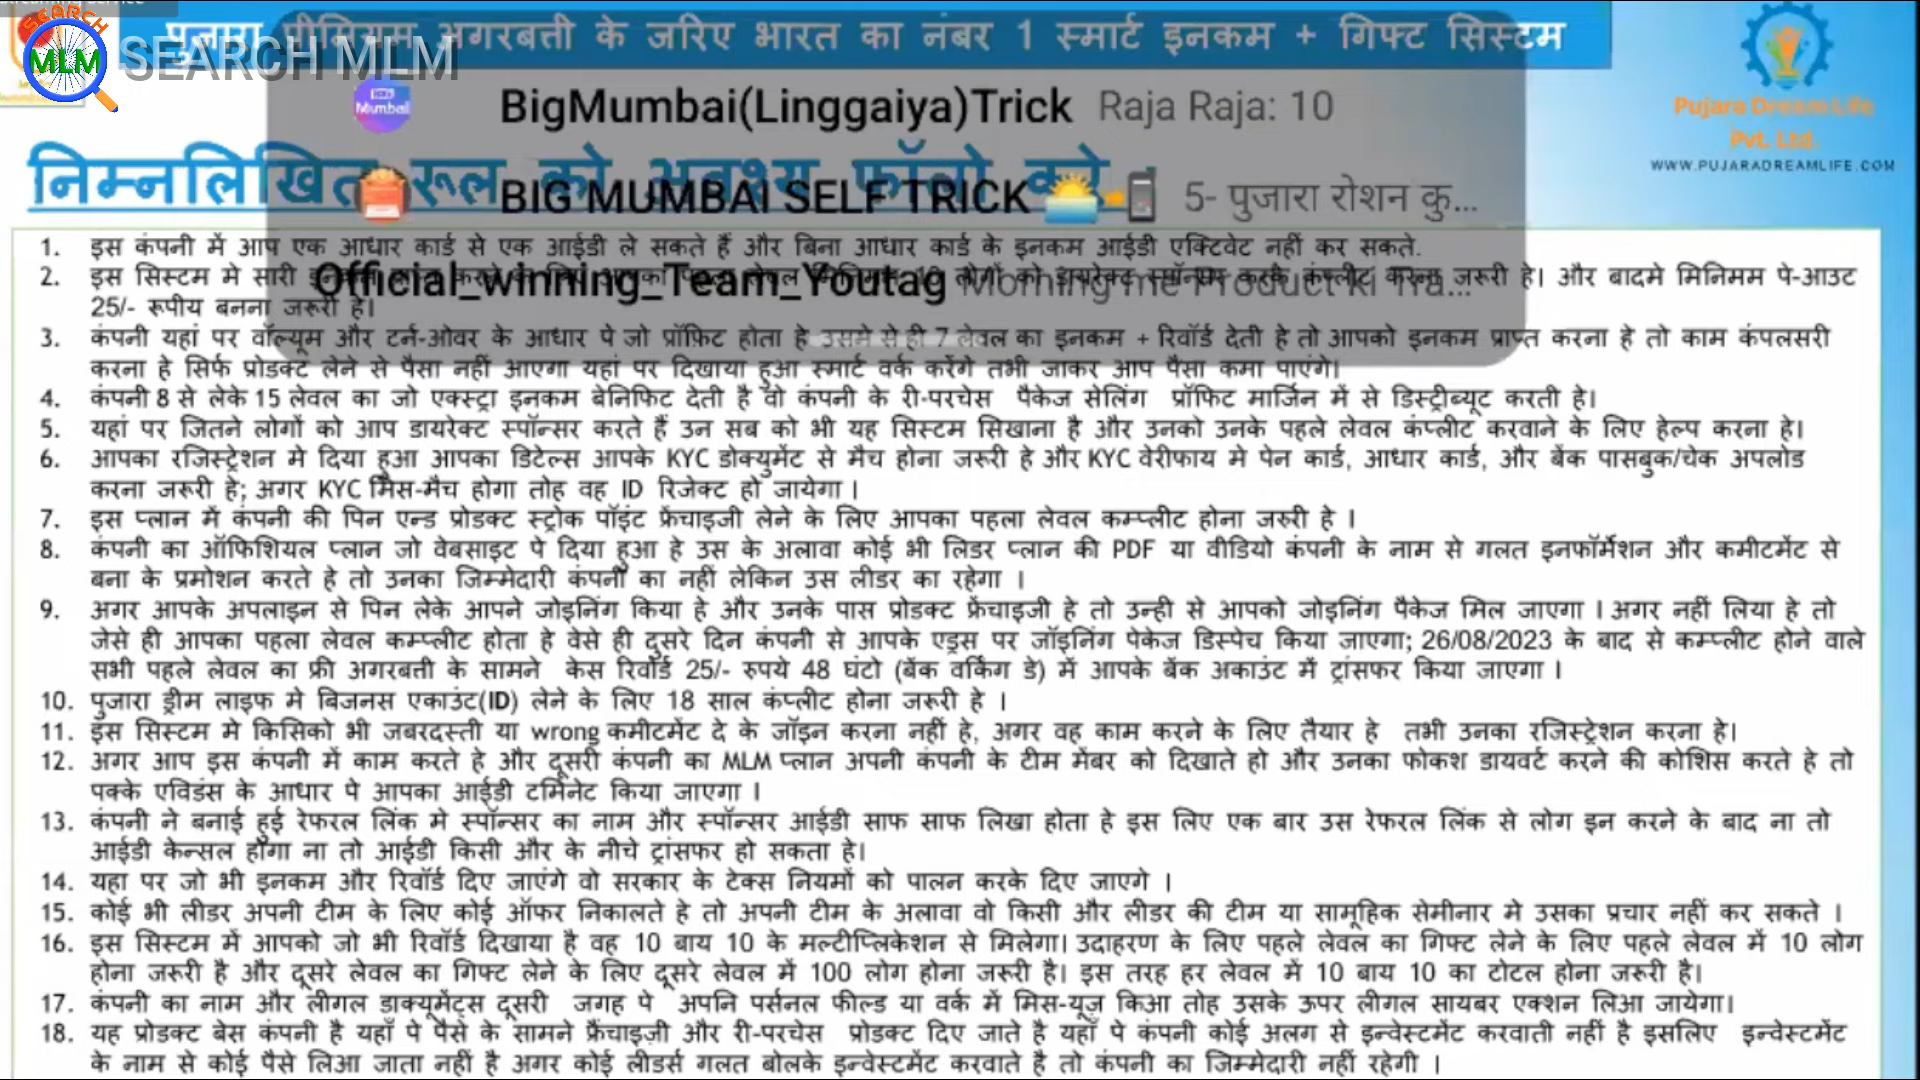 SEARCH MLM
पुजारा प्रीमियम अगरबत्ती के जरिए भारत का नंबर 1 स्मार्ट इनकम + गिफ्ट सिस्टम
BigMumbai(Linggaiya)Trick Raja Raja: 10
Pujara Dream Life
Pvt. Ltd.
WWW.PUJARADREAMLIFE.COM
निम्नलिखित रूल को अवश्य फॉलो करे
BIG MUMBAI SELF TRICK 5- पुजारा रोशन कु...
Official_winning_Team_Youtag Morning me Product ki Tra...
1. इस कंपनी में आप एक आधार कार्ड से एक आईडी ले सकते हैं और बिना आधार कार्ड के इनकम आईडी एक्टिवेट नहीं कर सकते.
2. इस सिस्टम मे सारी लोगों को डायरेक्ट स्पॉन्सर करके कंप्लीट करना जरूरी हे। और बादमे मिनिमम पे-आउट
25/- रूपीय बनना जरूरी हे।
3. कंपनी यहां पर वॉल्यूम और टर्न-ओवर के आधार पे जो प्रॉफ़िट होता हे उसमे से ही 7 लेवल का इनकम + रिवॉर्ड देती हे तो आपको इनकम प्राप्त करना हे तो काम कंपलसरी
करना हे सिर्फ प्रोडक्ट लेने से पैसा नहीं आएगा यहां पर दिखाया हुआ स्मार्ट वर्क करेंगे तभी जाकर आप पैसा कमा पाएंगे।
4. कंपनी 8 से लेके 15 लेवल का जो एक्स्ट्रा इनकम बेनिफिट देती है वो कंपनी के री-परचेस पैकेज सेलिंग प्रॉफिट मार्जिन में से डिस्ट्रीब्यूट करती हे।
5. यहां पर जितने लोगों को आप डायरेक्ट स्पॉन्सर करते हैं उन सब को भी यह सिस्टम सिखाना है और उनको उनके पहले लेवल कंप्लीट करवाने के लिए हेल्प करना हे।
6. आपका रजिस्ट्रेशन मे दिया हुआ आपका डिटेल्स आपके KYC डोक्युमेंट से मैच होना जरूरी हे और KYC वेरीफाय मे पेन कार्ड, आधार कार्ड, और बेंक पासबुक/चेक अपलोड
करना जरूरी हे; अगर KYC मिस-मैच होगा तोह वह ID रिजेक्ट हो जायेगा ।
7. इस प्लान में कंपनी की पिन एन्ड प्रोडक्ट स्ट्रोक पॉइंट फ्रेंचाइजी लेने के लिए आपका पहला लेवल कम्प्लीट होना जरुरी हे ।
8. कंपनी का ऑफिशियल प्लान जो वेबसाइट पे दिया हुआ हे उस के अलावा कोई भी लिडर प्लान की PDF या वीडियो कंपनी के नाम से गलत इनफॉर्मेशन और कमीटमेंट से
बना के प्रमोशन करते हे तो उनका जिम्मेदारी कंपनी का नहीं लेकिन उस लीडर का रहेगा ।
9. अगर आपके अपलाइन से पिन लेके आपने जोइनिंग किया हे और उनके पास प्रोडक्ट फ्रेंचाइजी हे तो उन्ही से आपको जोइनिंग पैकेज मिल जाएगा । अगर नहीं लिया हे तो
जेसे ही आपका पहला लेवल कम्प्लीट होता हे वेसे ही दुसरे दिन कंपनी से आपके एड्रस पर जॉइनिंग पेकेज डिस्पेच किया जाएगा; 26/08/2023 के बाद से कम्प्लीट होने वाले
सभी पहले लेवल का फ्री अगरबत्ती के सामने केस रिवॉर्ड 25/- रुपये 48 घंटो (बेंक वर्किंग डे) में आपके बेंक अकाउंट में ट्रांसफर किया जाएगा ।
10. पुजारा ड्रीम लाइफ मे बिजनस एकाउंट(ID) लेने के लिए 18 साल कंप्लीट होना जरूरी हे ।
11. इस सिस्टम मे किसिको भी जबरदस्ती या wrong कमीटमेंट दे के जॉइन करना नहीं हे, अगर वह काम करने के लिए तैयार हे तभी उनका रजिस्ट्रेशन करना हे।
12. अगर आप इस कंपनी में काम करते हे और दूसरी कंपनी का MLM प्लान अपनी कंपनी के टीम मेंबर को दिखाते हो और उनका फोकश डायवर्ट करने की कोशिस करते हे तो
पक्के एविडंस के आधार पे आपका आईडी टर्मिनेट किया जाएगा ।
13. कंपनी ने बनाई हुई रेफरल लिंक मे स्पॉन्सर का नाम और स्पॉन्सर आईडी साफ साफ लिखा होता हे इस लिए एक बार उस रेफरल लिंक से लोग इन करने के बाद ना तो
आईडी केन्सल होगा ना तो आईडी किसी और के नीचे ट्रांसफर हो सकता हे।
14. यहा पर जो भी इनकम और रिवॉर्ड दिए जाएंगे वो सरकार के टेक्स नियमों को पालन करके दिए जाएगे ।
15. कोई भी लीडर अपनी टीम के लिए कोई ऑफर निकालते हे तो अपनी टीम के अलावा वो किसी और लीडर की टीम या सामूहिक सेमीनार मे उसका प्रचार नहीं कर सकते ।
16. इस सिस्टम में आपको जो भी रिवॉर्ड दिखाया है वह 10 बाय 10 के मल्टीप्लिकेशन से मिलेगा। उदाहरण के लिए पहले लेवल का गिफ्ट लेने के लिए पहले लेवल में 10 लोग
होना जरूरी है और दूसरे लेवल का गिफ्ट लेने के लिए दूसरे लेवल में 100 लोग होना जरूरी है। इस तरह हर लेवल में 10 बाय 10 का टोटल होना जरूरी है।
17. कंपनी का नाम और लीगल डाक्यूमेंट्स दूसरी जगह पे अपनि पर्सनल फील्ड या वर्क में मिस-यूज़ किआ तोह उसके ऊपर लीगल सायबर एक्शन लिआ जायेगा।
18. यह प्रोडक्ट बेस कंपनी है यहाँ पे पैसे के सामने फ्रैंचाइज़ी और री-परचेस प्रोडक्ट दिए जाते है यहाँ पे कंपनी कोई अलग से इन्वेस्टमेंट करवाती नहीं है इसलिए इन्वेस्टमेंट
के नाम से कोई पैसे लिआ जाता नहीं है अगर कोई लीडर्स गलत बोलके इन्वेस्टमेंट करवाते है तो कंपनी का जिम्मेदारी नहीं रहेगी ।